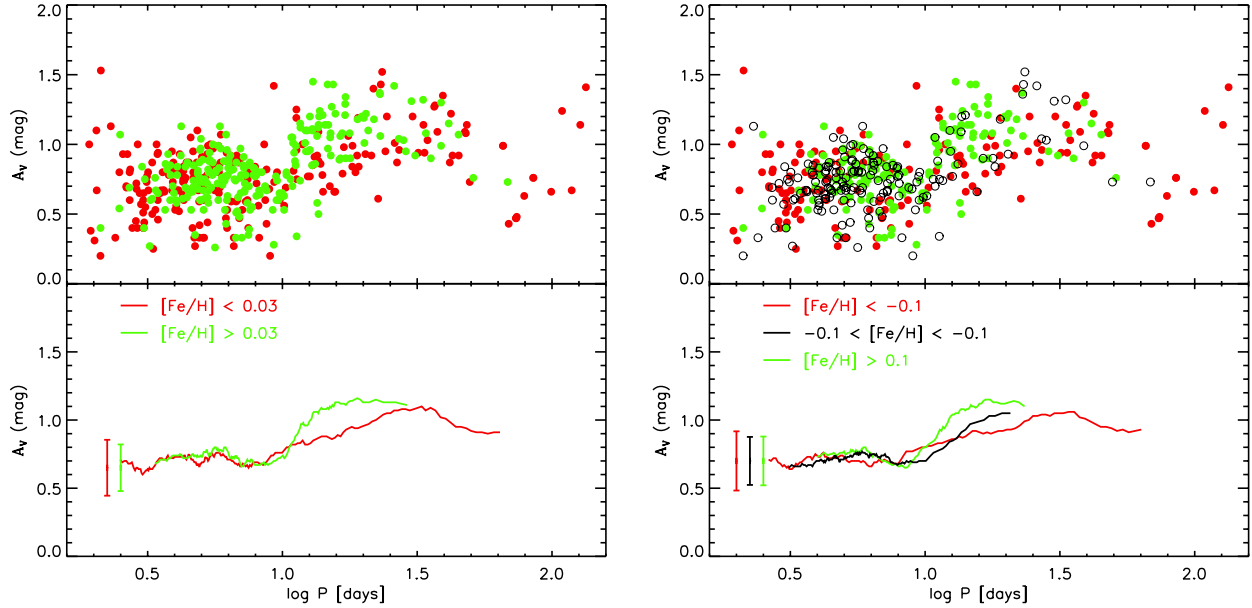 2.0
1.5
1.0
0.5
0.0
A_V (mag)
2.0
1.5
1.0
0.5
0.0
A_V (mag)
[Fe/H] < 0.03
[Fe/H] > 0.03
1.5
1.0
0.5
0.0
A_V (mag)
0.5 1.0 1.5 2.0
log P [days]
[Fe/H] < -0.1
-0.1 < [Fe/H] < -0.1
[Fe/H] > 0.1
1.5
1.0
0.5
0.0
A_V (mag)
0.5 1.0 1.5 2.0
log P [days]